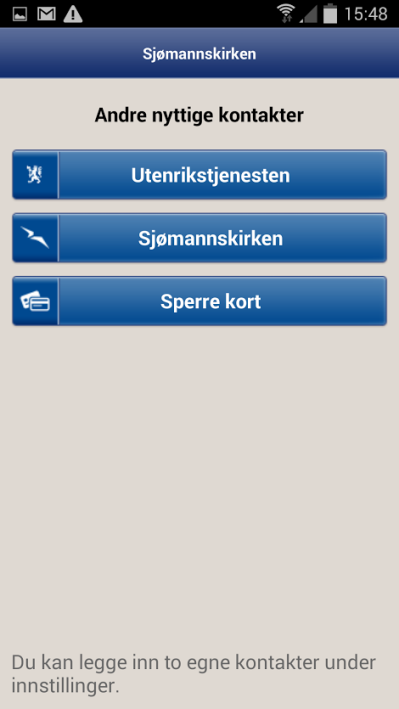 15:48
Sjømannskirken
Andre nyttige kontakter
Utenrikstjenesten
Sjømannskirken
Sperre kort
Du kan legge inn to egne kontakter under
innstillinger.